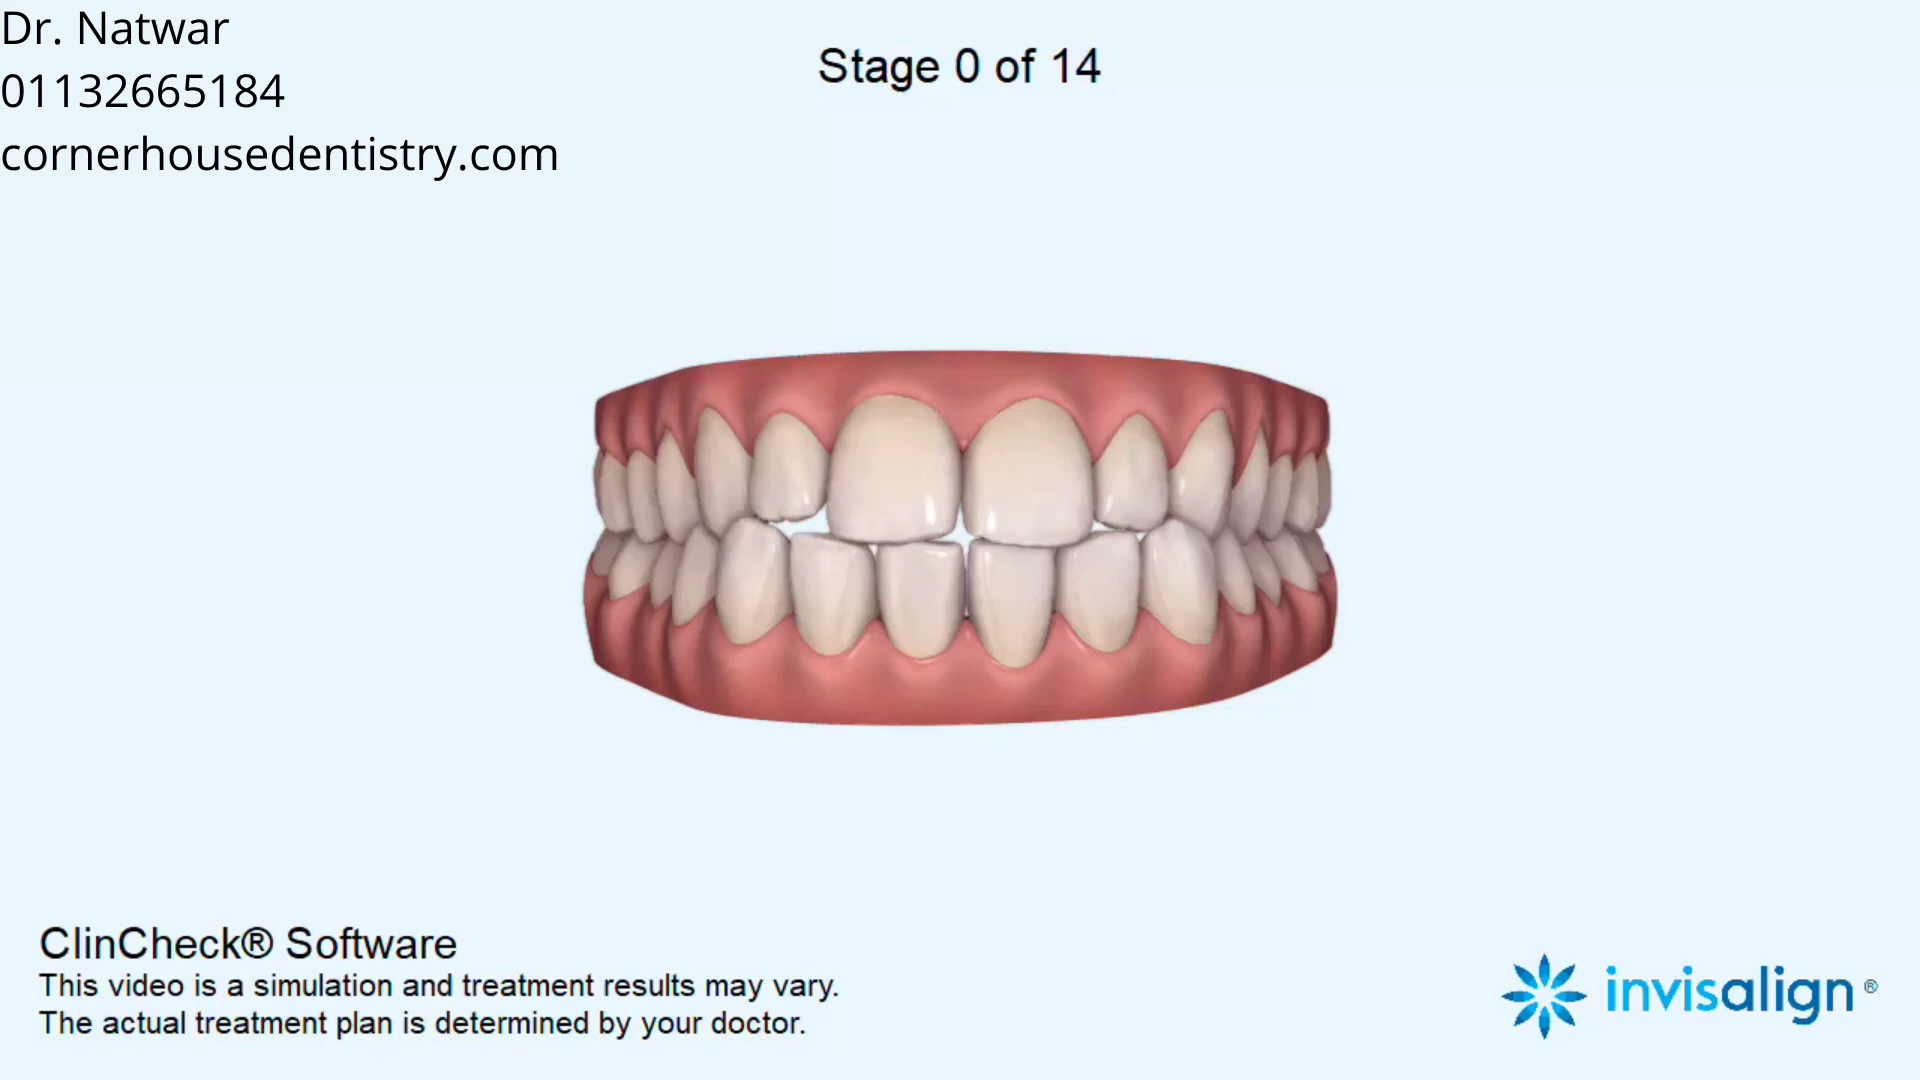 Dr. Natwar
01132665184
cornerhousedentistry.com
Stage 0 of 14
ClinCheck® Software
This video is a simulation and treatment results may vary.
The actual treatment plan is determined by your doctor.
invisalign®